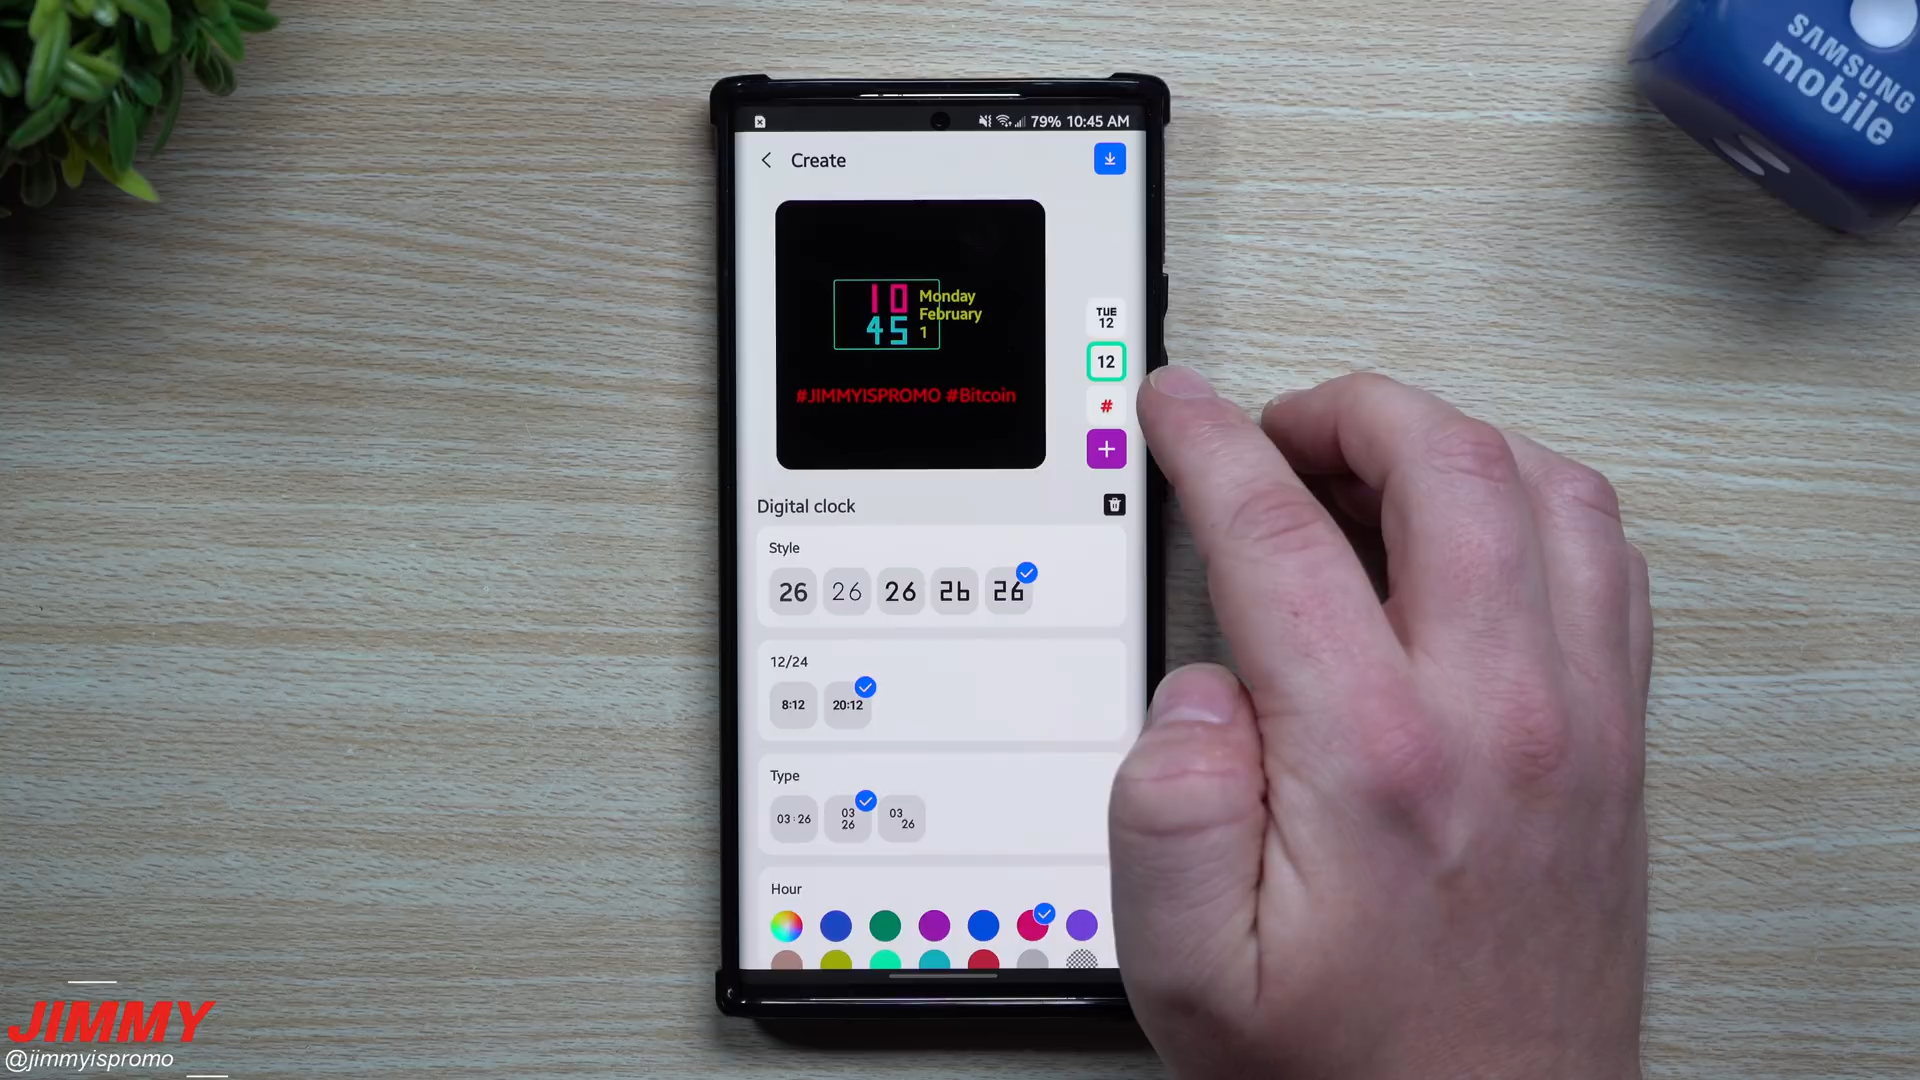 SAMSUNG
mobile
79% 10:45 AM
Create
10
45
Monday
February
1
#JIMMYISPROMO #Bitcoin
TUE
12
12
#
Digital clock
Style
26 26 26 26 26
12/24
8:12 20:12
Type
03:26 03 26 03 26
Hour
JIMMY
@jimmyispromo